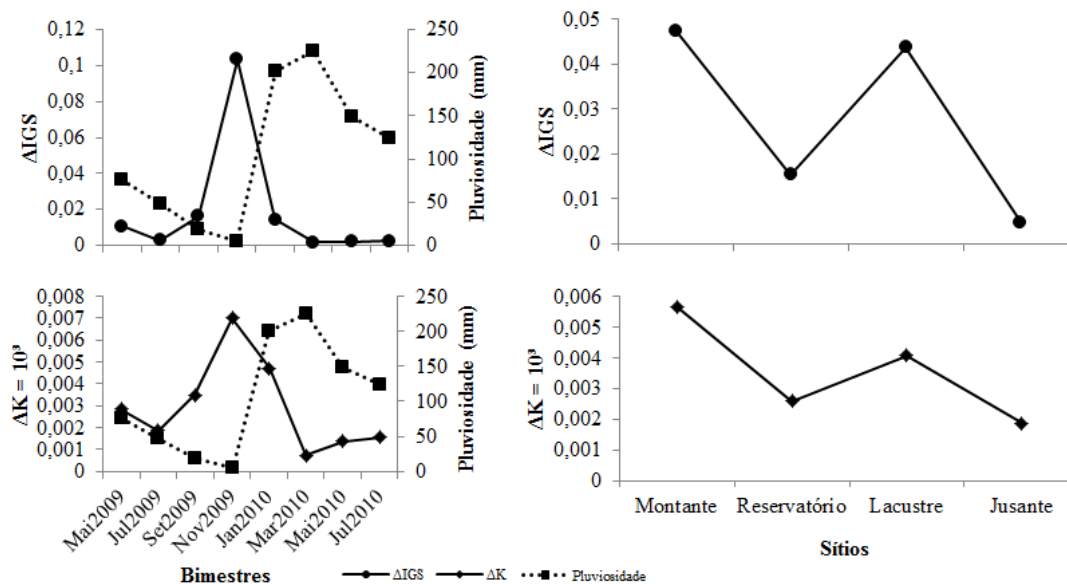 0,12
0,1
0,08
0,06
0,04
0,02
0
ΔIGS
250
200
150
100
50
0
Pluviosidade (mm)
0,05
0,04
0,03
0,02
0,01
0
ΔIGS
0,008
0,007
0,006
0,005
0,004
0,003
0,002
0,001
0
ΔK = 10³
250
200
150
100
50
0
Pluviosidade (mm)
Mai2009
Jul2009
Set2009
Nov2009
Jan2010
Mar2010
Mai2010
Jul2010
Bimestres
0,006
0,005
0,004
0,003
0,002
0,001
0
ΔK = 10³
Montante Reservatório Lacustre Jusante
Sítios
ΔIGS ΔK Pluviosidade